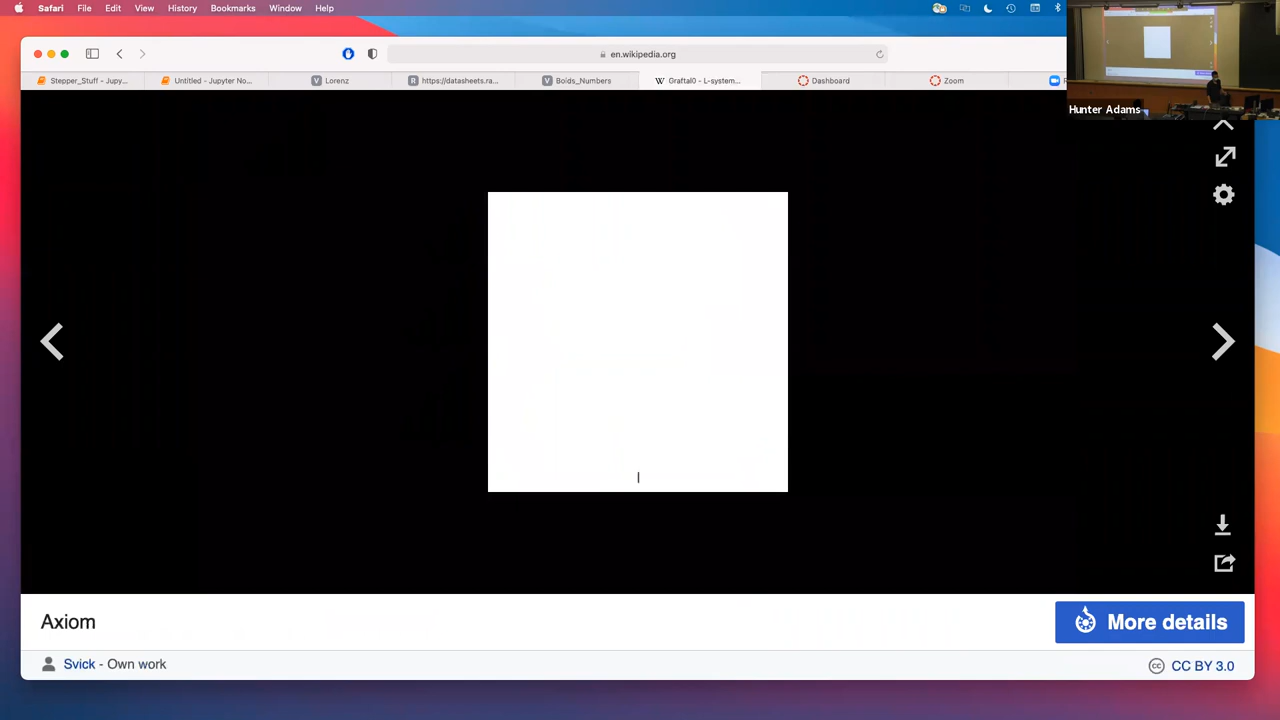 Safari File Edit View History Bookmarks Window Help
Hunter Adams
en.wikipedia.org
Stepper_Stuff - Jupy... Untitled - Jupyter No... Lorenz https://datasheets.ra... Boids_Numbers Graftal0 - L-system... Dashboard Zoom
Axiom
More details
Svick - Own work
CC BY 3.0